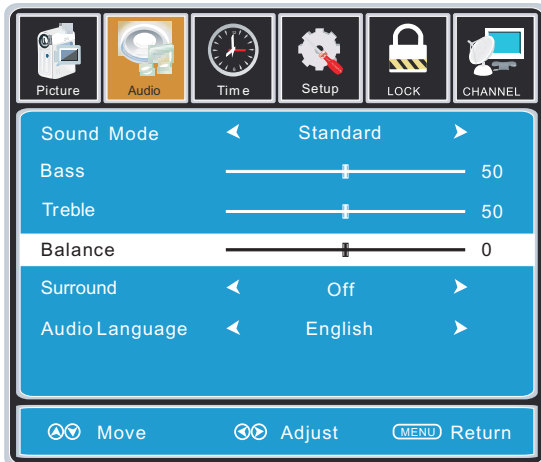 Picture Audio Time Setup LOCK CHANNEL
Sound Mode Standard
Bass 50
Treble 50
Balance 0
Surround Off
Audio Language English
Move Adjust MENU Return